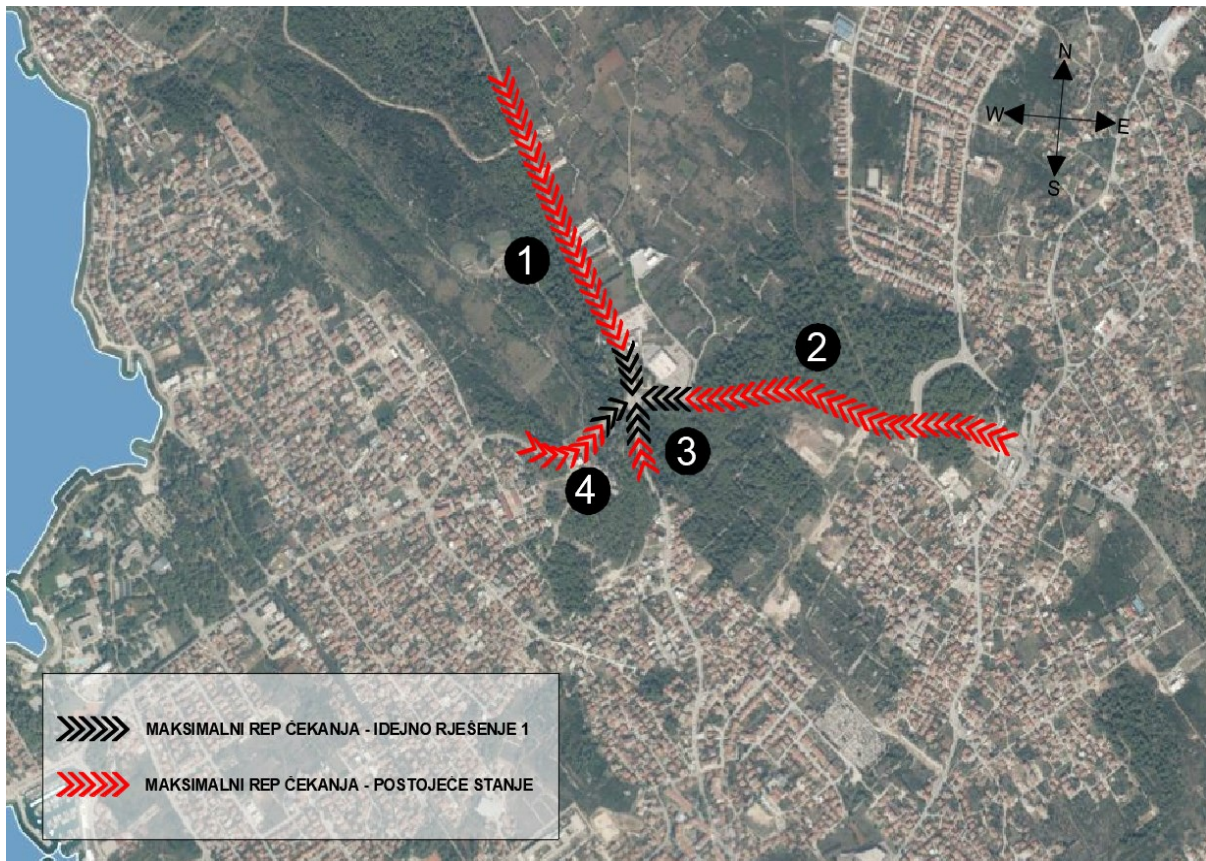 N
W E
S
1
2
3
4
MAKSIMALNI REP ČEKANJA - IDEJNO RJEŠENJE 1
MAKSIMALNI REP ČEKANJA - POSTOJEĆE STANJE